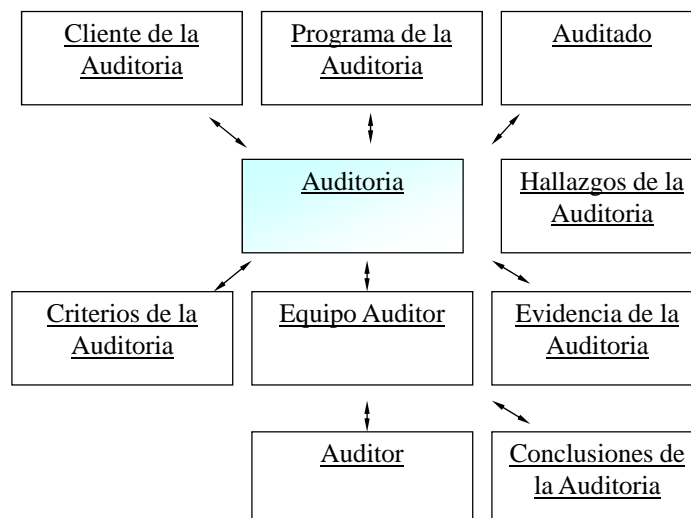 Cliente de la
Auditoria
Programa de la
Auditoria
Auditado
Auditoria
Hallazgos de la
Auditoria
Criterios de la
Auditoria
Equipo Auditor
Evidencia de la
Auditoria
Auditor
Conclusiones de
la Auditoria